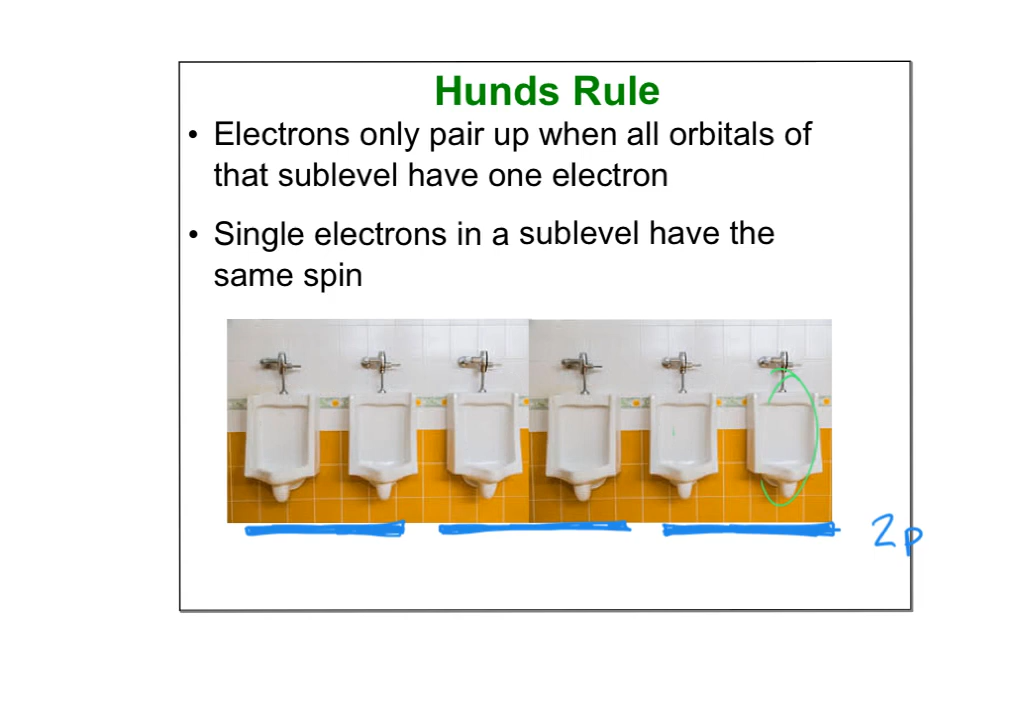 Hunds Rule
• Electrons only pair up when all orbitals of
that sublevel have one electron
• Single electrons in a sublevel have the
same spin
2p